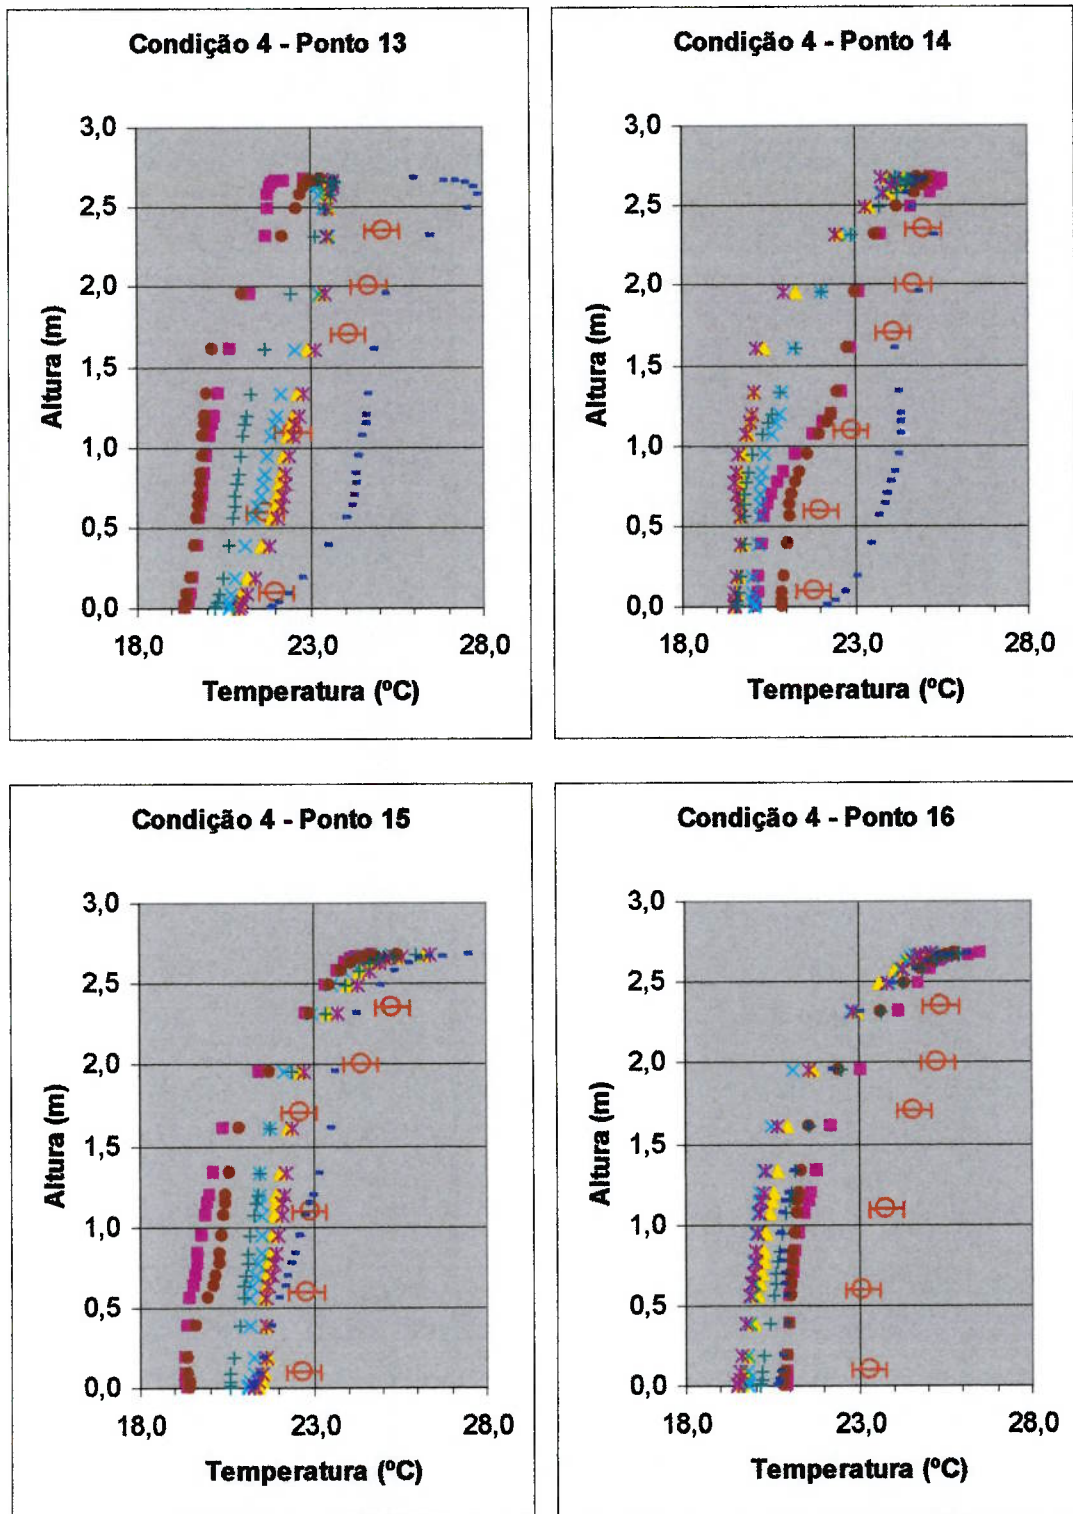 Condição 4 - Ponto 13
3,0
2,5
2,0
1,5
1,0
0,5
0,0
Altura (m)
18,0 23,0 28,0
Temperatura (ºC)
Condição 4 - Ponto 14
3,0
2,5
2,0
1,5
1,0
0,5
0,0
Altura (m)
18,0 23,0 28,0
Temperatura (ºC)
Condição 4 - Ponto 15
3,0
2,5
2,0
1,5
1,0
0,5
0,0
Altura (m)
18,0 23,0 28,0
Temperatura (ºC)
Condição 4 - Ponto 16
3,0
2,5
2,0
1,5
1,0
0,5
0,0
Altura (m)
18,0 23,0 28,0
Temperatura (ºC)